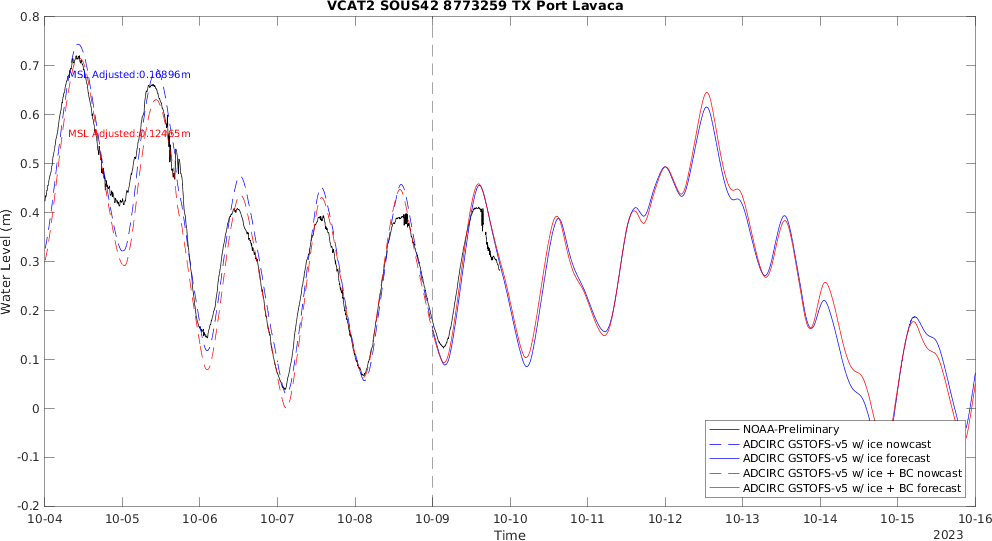 VCAT2 SOUS42 8773259 TX Port Lavaca
0.8
0.7
0.6
0.5
0.4
0.3
0.2
0.1
0
-0.1
-0.2
Water Level (m)
MSL Adjusted:0.16896m
MSL Adjusted:0.12465m
NOAA-Preliminary
ADCIRC GSTOFS-v5 w/ ice nowcast
ADCIRC GSTOFS-v5 w/ ice forecast
ADCIRC GSTOFS-v5 w/ ice + BC nowcast
ADCIRC GSTOFS-v5 w/ ice + BC forecast
10-04 10-05 10-06 10-07 10-08 10-09 10-10 10-11 10-12 10-13 10-14 10-15 10-16
Time
2023